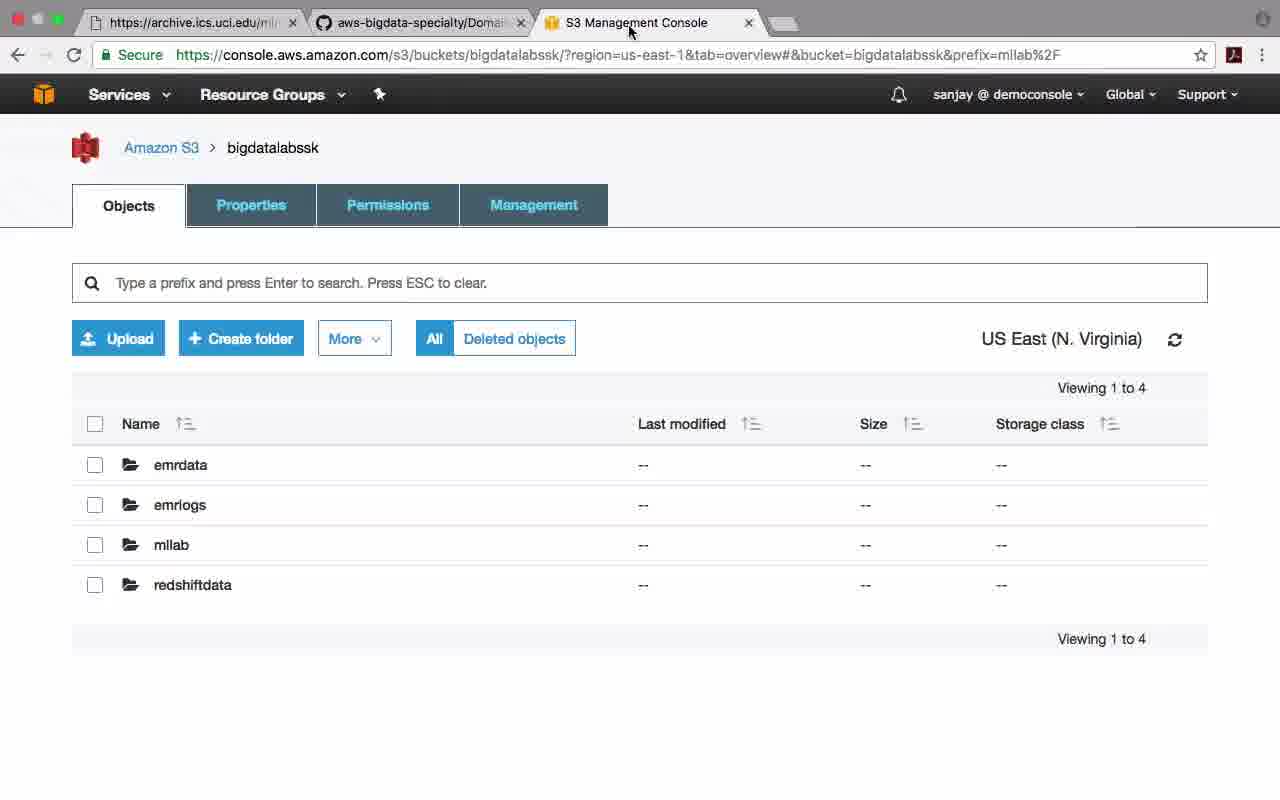 https://archive.ics.uci.edu/ml
aws-bigdata-specialty/Domai
S3 Management Console
Secure https://console.aws.amazon.com/s3/buckets/bigdatalabssk/?region=us-east-1&tab=overview#&bucket=bigdatalabssk&prefix=mllab%2F
Services Resource Groups sanjay @ democonsole Global Support
Amazon S3 > bigdatalabssk
Objects Properties Permissions Management
Type a prefix and press Enter to search. Press ESC to clear.
Upload + Create folder More All Deleted objects US East (N. Virginia)
Viewing 1 to 4
Name Last modified Size Storage class
emrdata -- -- --
emrlogs -- -- --
mllab -- -- --
redshiftdata -- -- --
Viewing 1 to 4